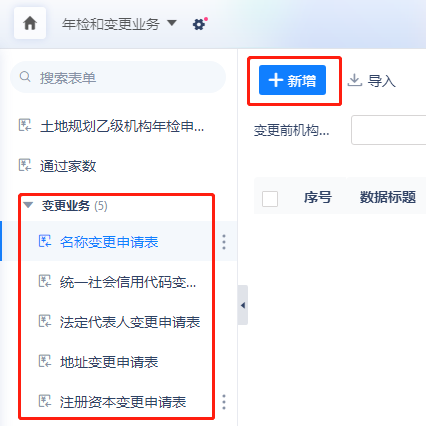 年检和变更业务
搜索表单
新增
导入
土地规划乙级机构年检申...
变更前机构...
通过家数
序号
数据标题
变更业务 (5)
名称变更申请表
统一社会信用代码变...
法定代表人变更申请表
地址变更申请表
注册资本变更申请表